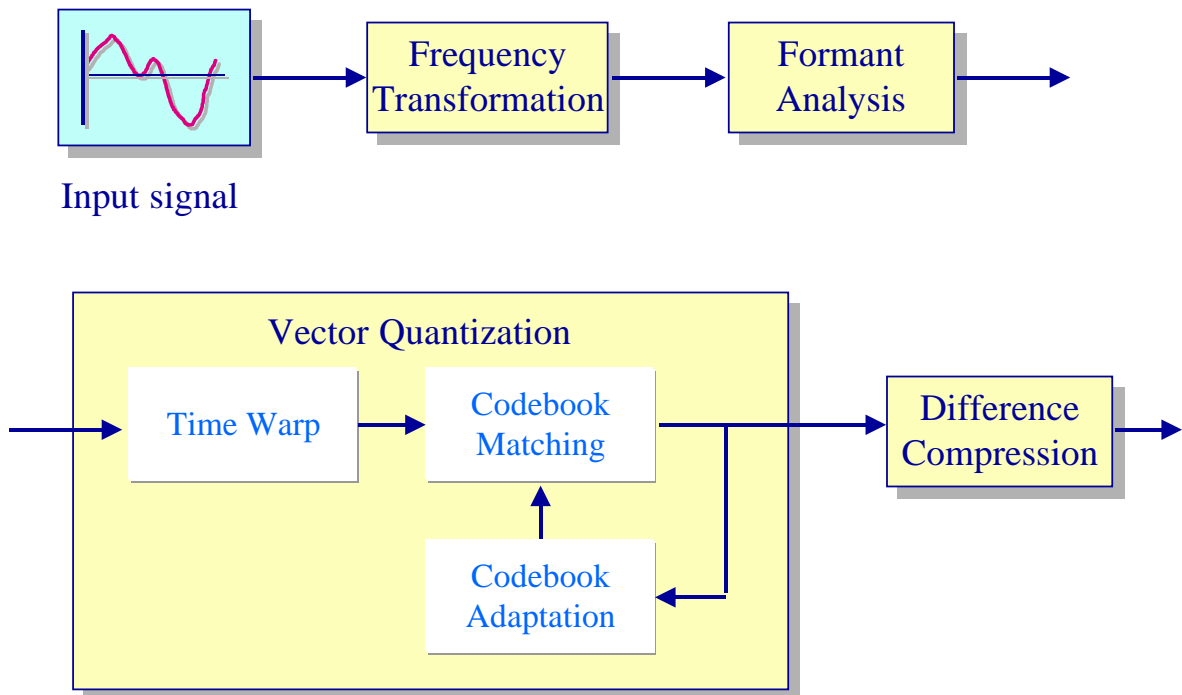 Frequency
Transformation
Formant
Analysis
Input signal
Vector Quantization
Time Warp
Codebook
Matching
Difference
Compression
Codebook
Adaptation